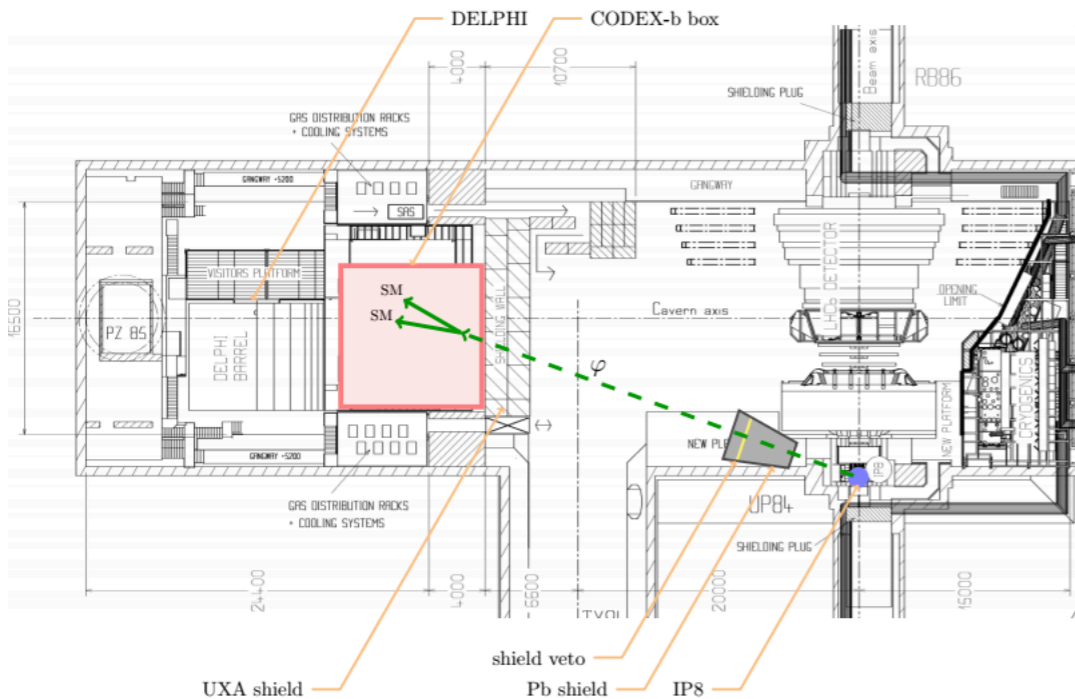 DELPHI
CODEX-b box
4000
10700
Beam axis
RB86
SHIELDING PLUG
GAS DISTRIBUTION RACKS
+ COOLING SYSTEMS
GANGWAY +5200
GANGWAY
SAS
VISITORS PLATFORM
LHCb DETECTOR
OPENING
LIMIT
SM
SM
SHIELDING WALL
Cavern axis
16500
PZ 85
DELPHI
BARREL
φ
CRYOGENICS
NEW PLATFORM
NEW PL
IP8
GANGWAY +5200
UP84
GAS DISTRIBUTION RACKS
+ COOLING SYSTEMS
SHIELDING PLUG
24400
4000
6600
20000
15000
shield veto
UXA shield
Pb shield
IP8